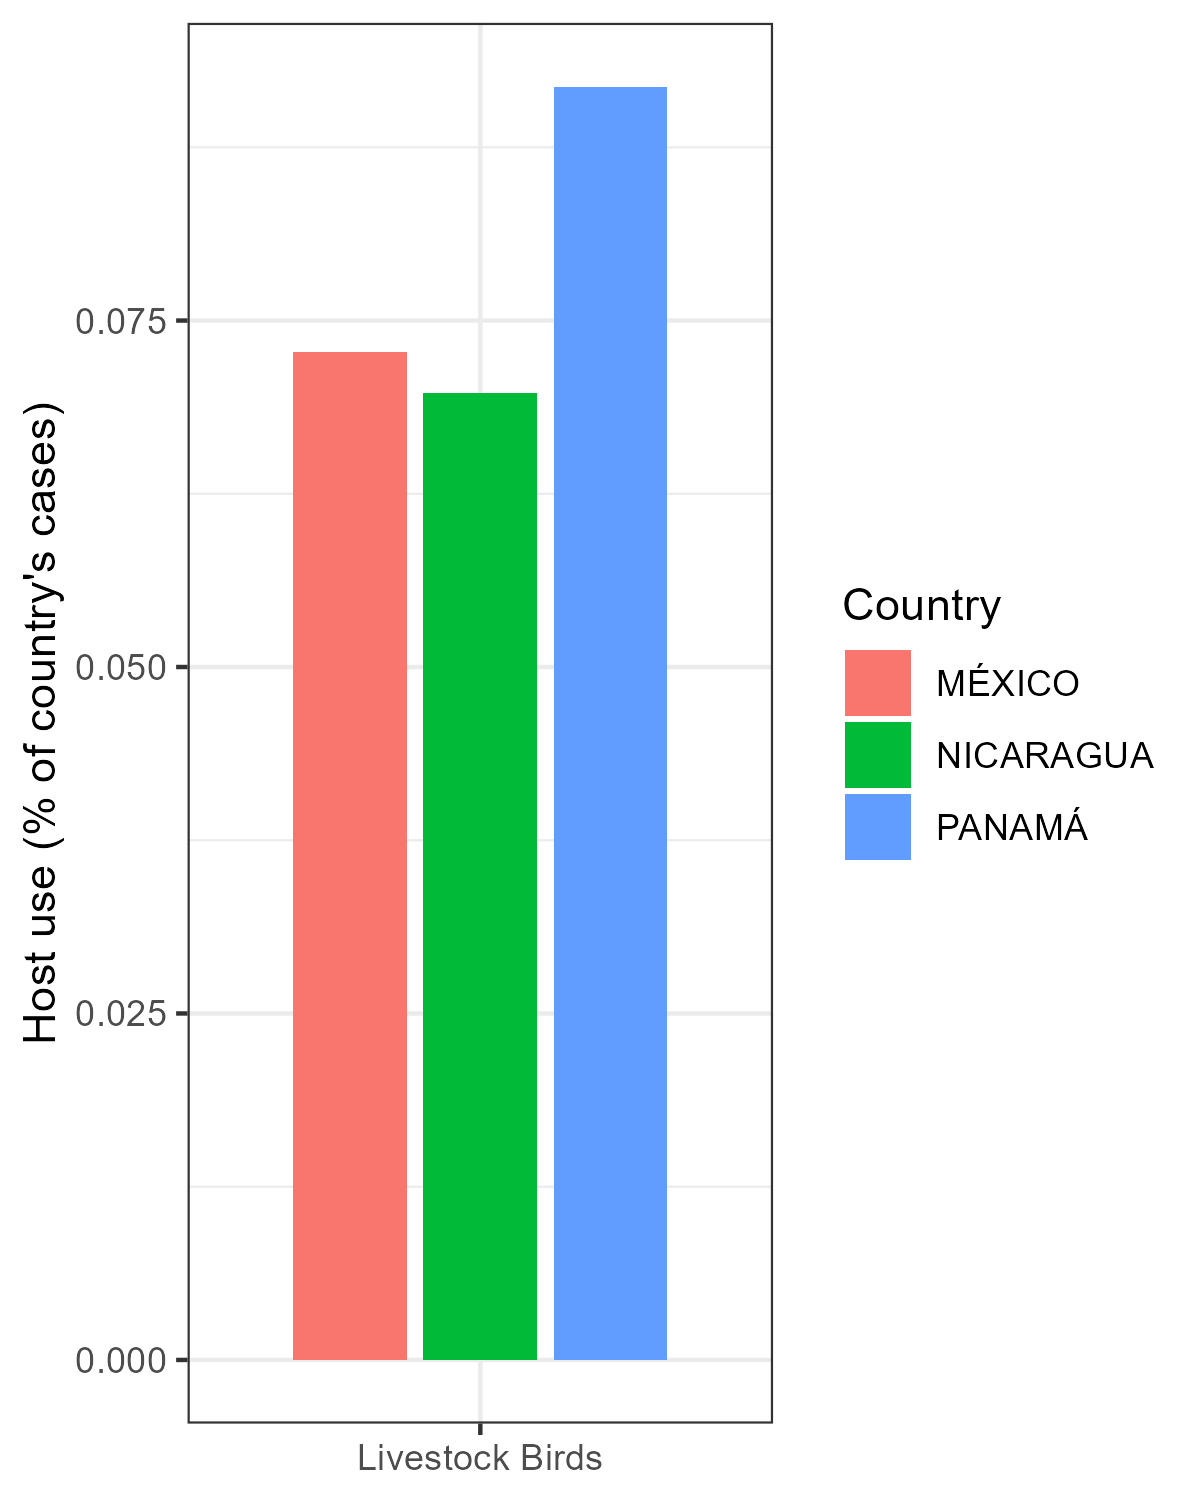 Host use (% of country's cases)
0.075
0.050
0.025
0.000
Livestock Birds
Country
MÉXICO
NICARAGUA
PANAMÁ